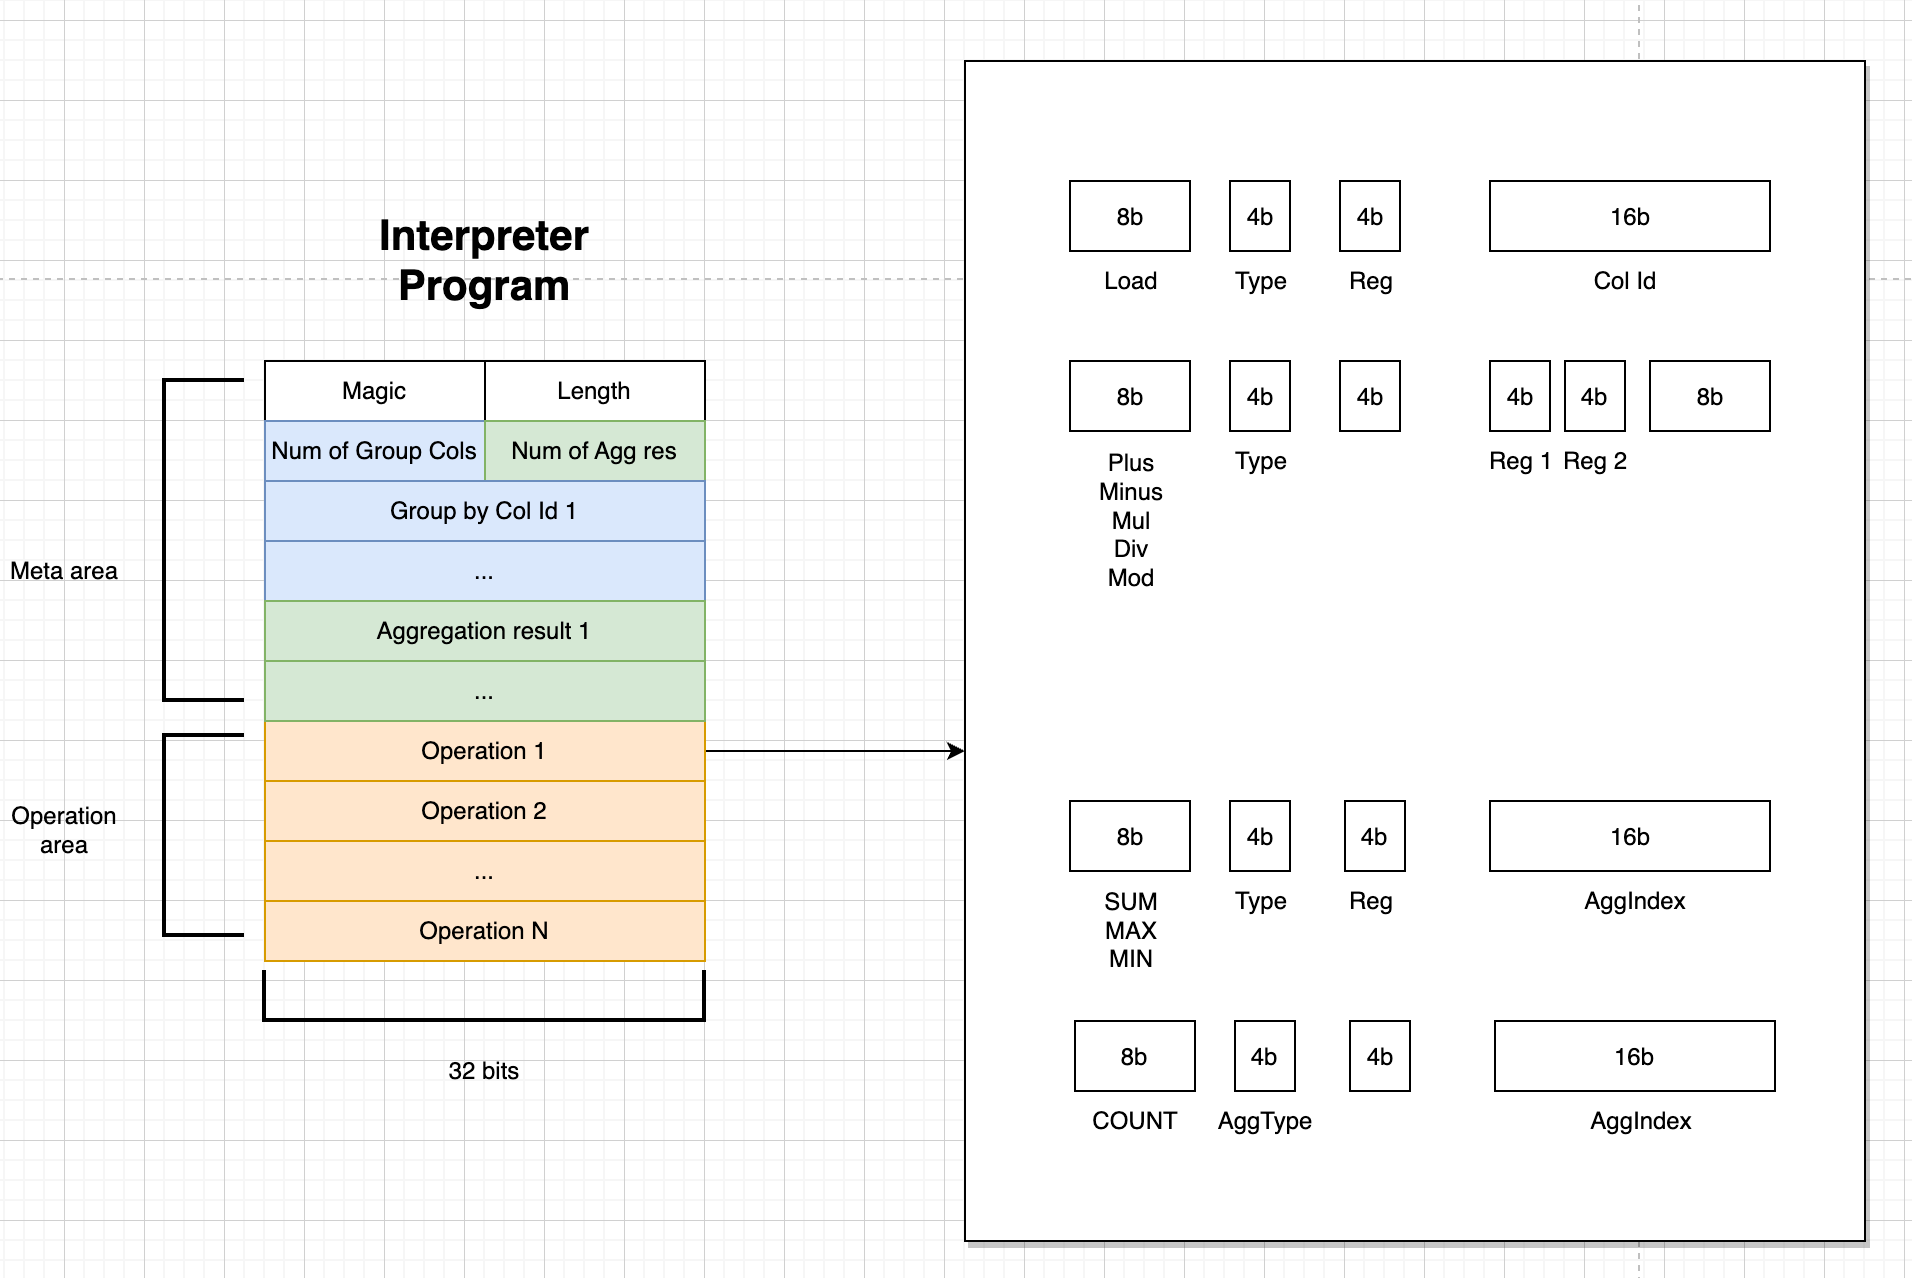 Interpreter
Program
Magic
Length
Num of Group Cols
Num of Agg res
Group by Col Id 1
...
Aggregation result 1
...
Operation 1
Operation 2
...
Operation N
Meta area
Operation
area
32 bits
8b
4b
4b
16b
Load
Type
Reg
Col Id
8b
4b
4b
4b
4b
8b
Plus
Minus
Mul
Div
Mod
Type
Reg 1
Reg 2
8b
4b
4b
16b
SUM
MAX
MIN
Type
Reg
AggIndex
8b
4b
4b
16b
COUNT
AggType
AggIndex